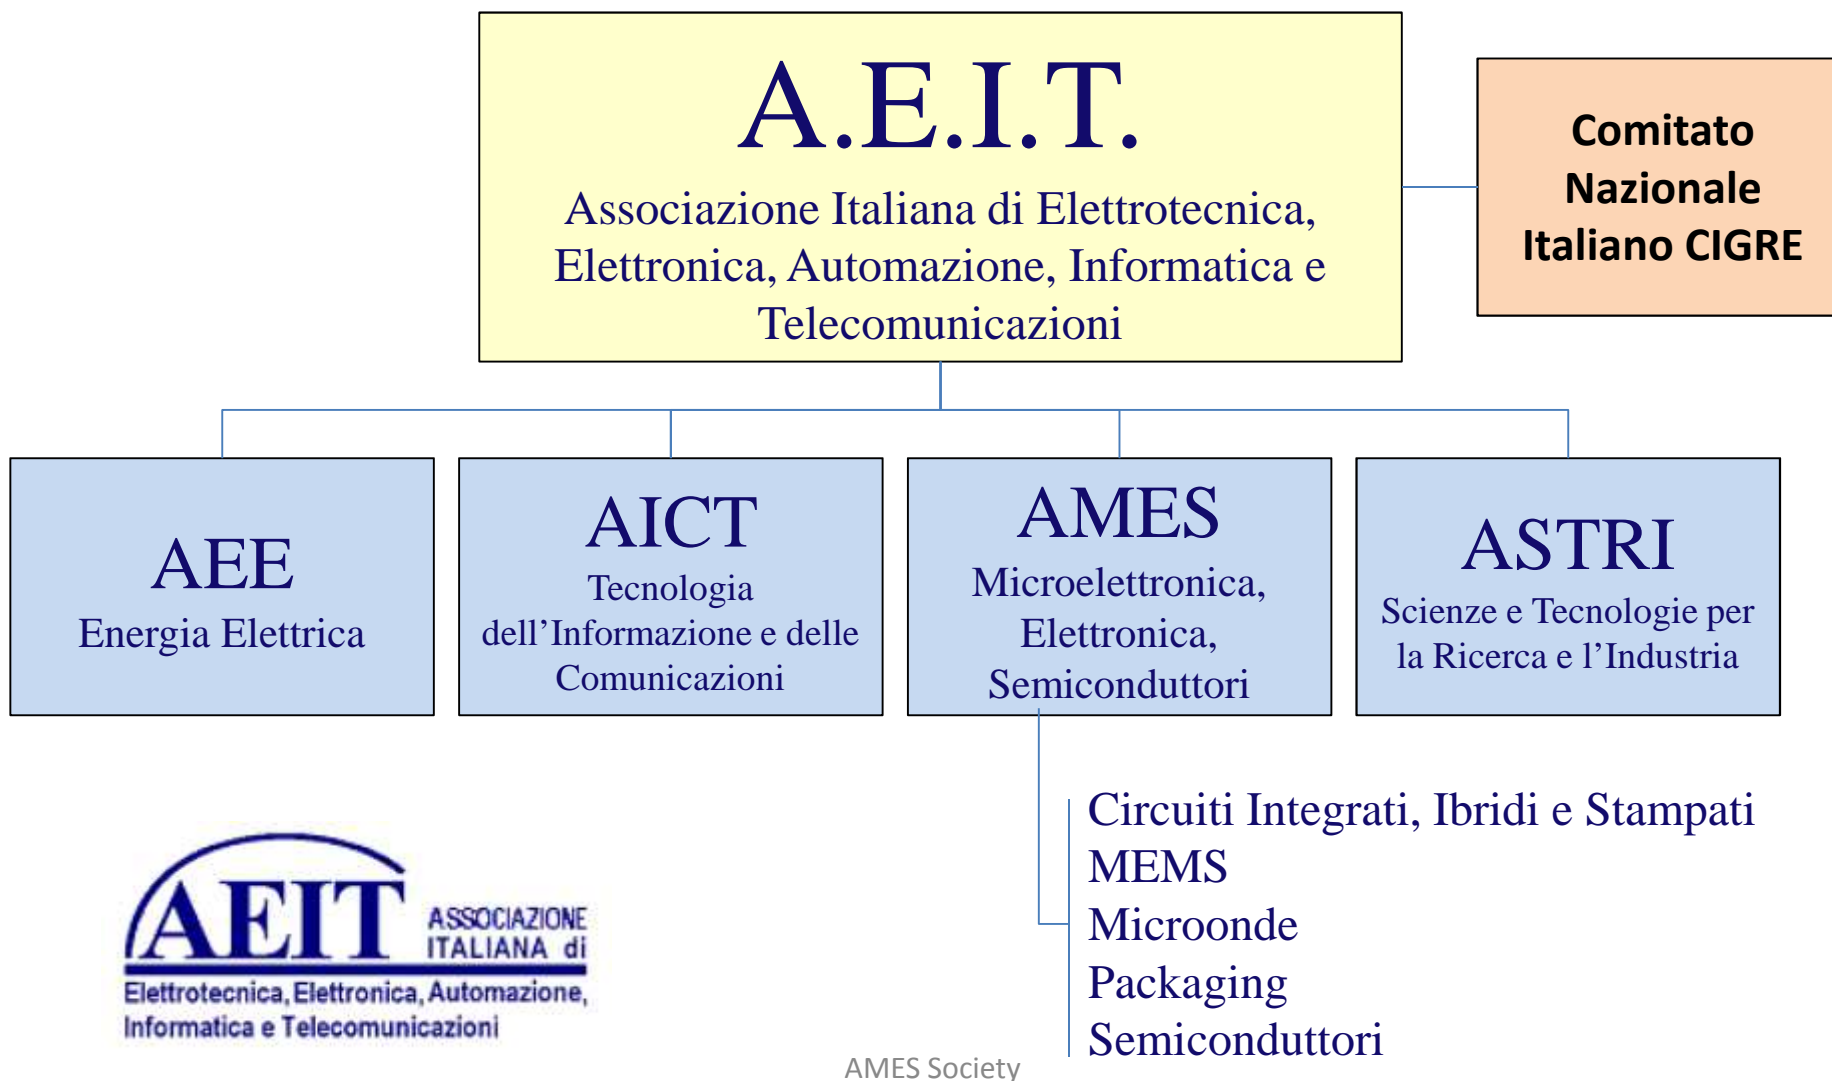 A.E.I.T.
Associazione Italiana di Elettrotecnica,
Elettronica, Automazione, Informatica e
Telecomunicazioni
Comitato
Nazionale
Italiano CIGRE
AEE
Energia Elettrica
AICT
Tecnologia
dell’Informazione e delle
Comunicazioni
AMES
Microelettronica,
Elettronica,
Semiconduttori
ASTRI
Scienze e Tecnologie per
la Ricerca e l’Industria
Circuiti Integrati, Ibridi e Stampati
MEMS
Microonde
Packaging
Semiconduttori
AEIT
ASSOCIAZIONE
ITALIANA di
Elettrotecnica, Elettronica, Automazione,
Informatica e Telecomunicazioni
AMES Society